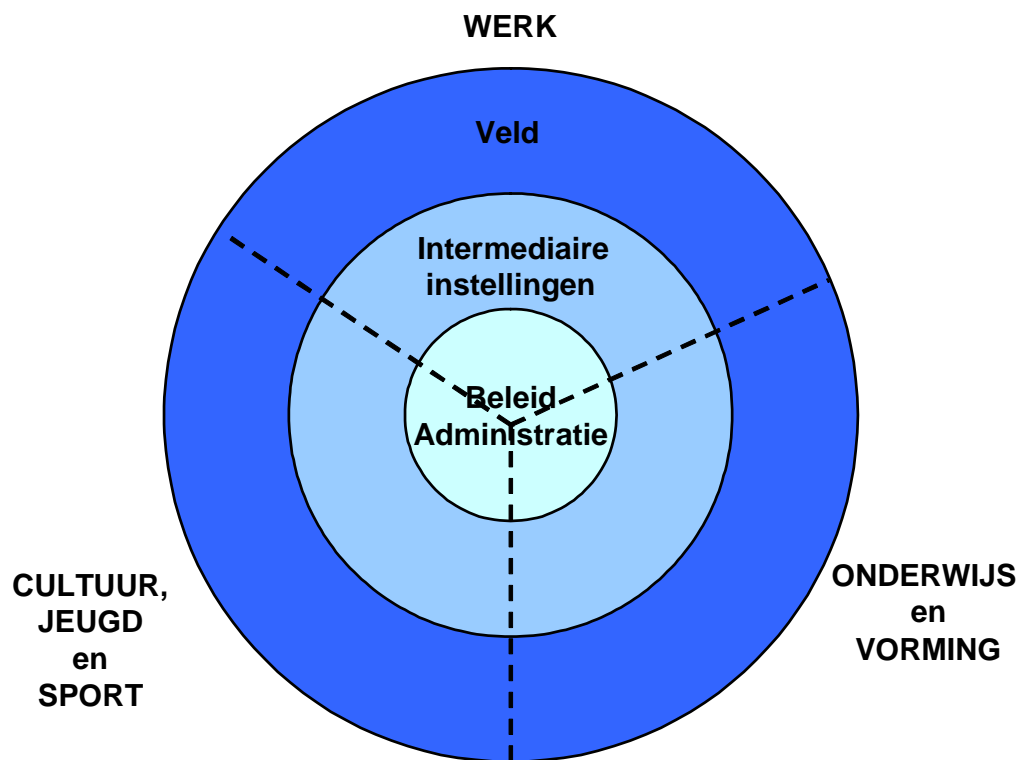 WERK
Veld
Intermediaire
instellingen
Beleid
Administratie
CULTUUR,
JEUGD
en
SPORT
ONDERWIJS
en
VORMING